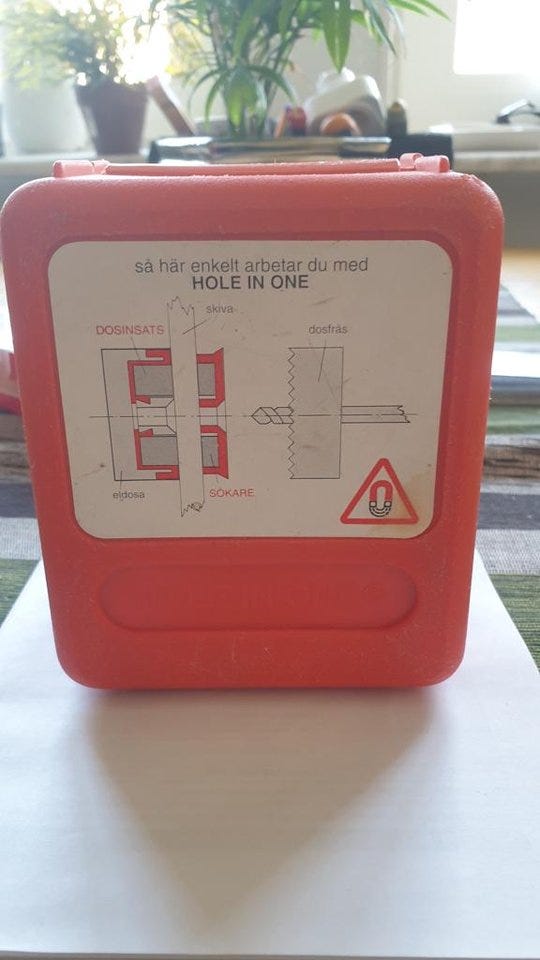 så här enkelt arbetar du med
HOLE IN ONE
skiva
DOSINSATS
dosfräs
eldosa
SÖKARE